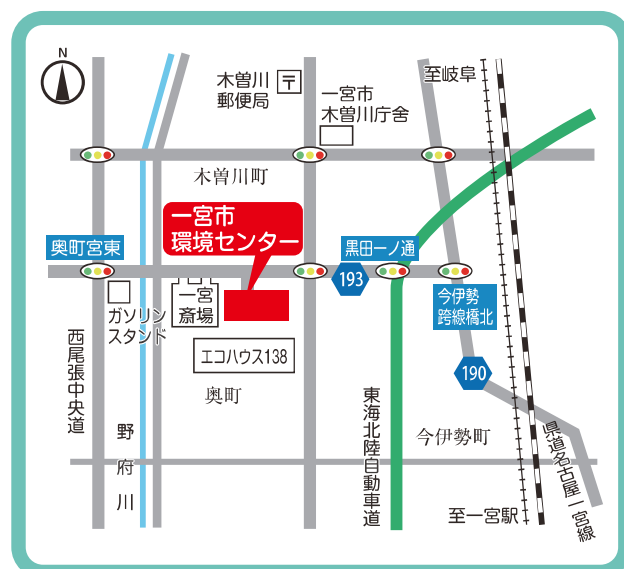 N
木曽川
郵便局
〒
一宮市
木曽川庁舎
至岐阜
木曽川町
一宮市
環境センター
奥町宮東
黒田一ノ通
193
ガソリン
スタンド
一宮
斎場
今伊勢
跨線橋北
エコハウス138
190
西尾張中央道
奥町
野府川
東海北陸自動車道
今伊勢町
県道名古屋一宮線
至一宮駅